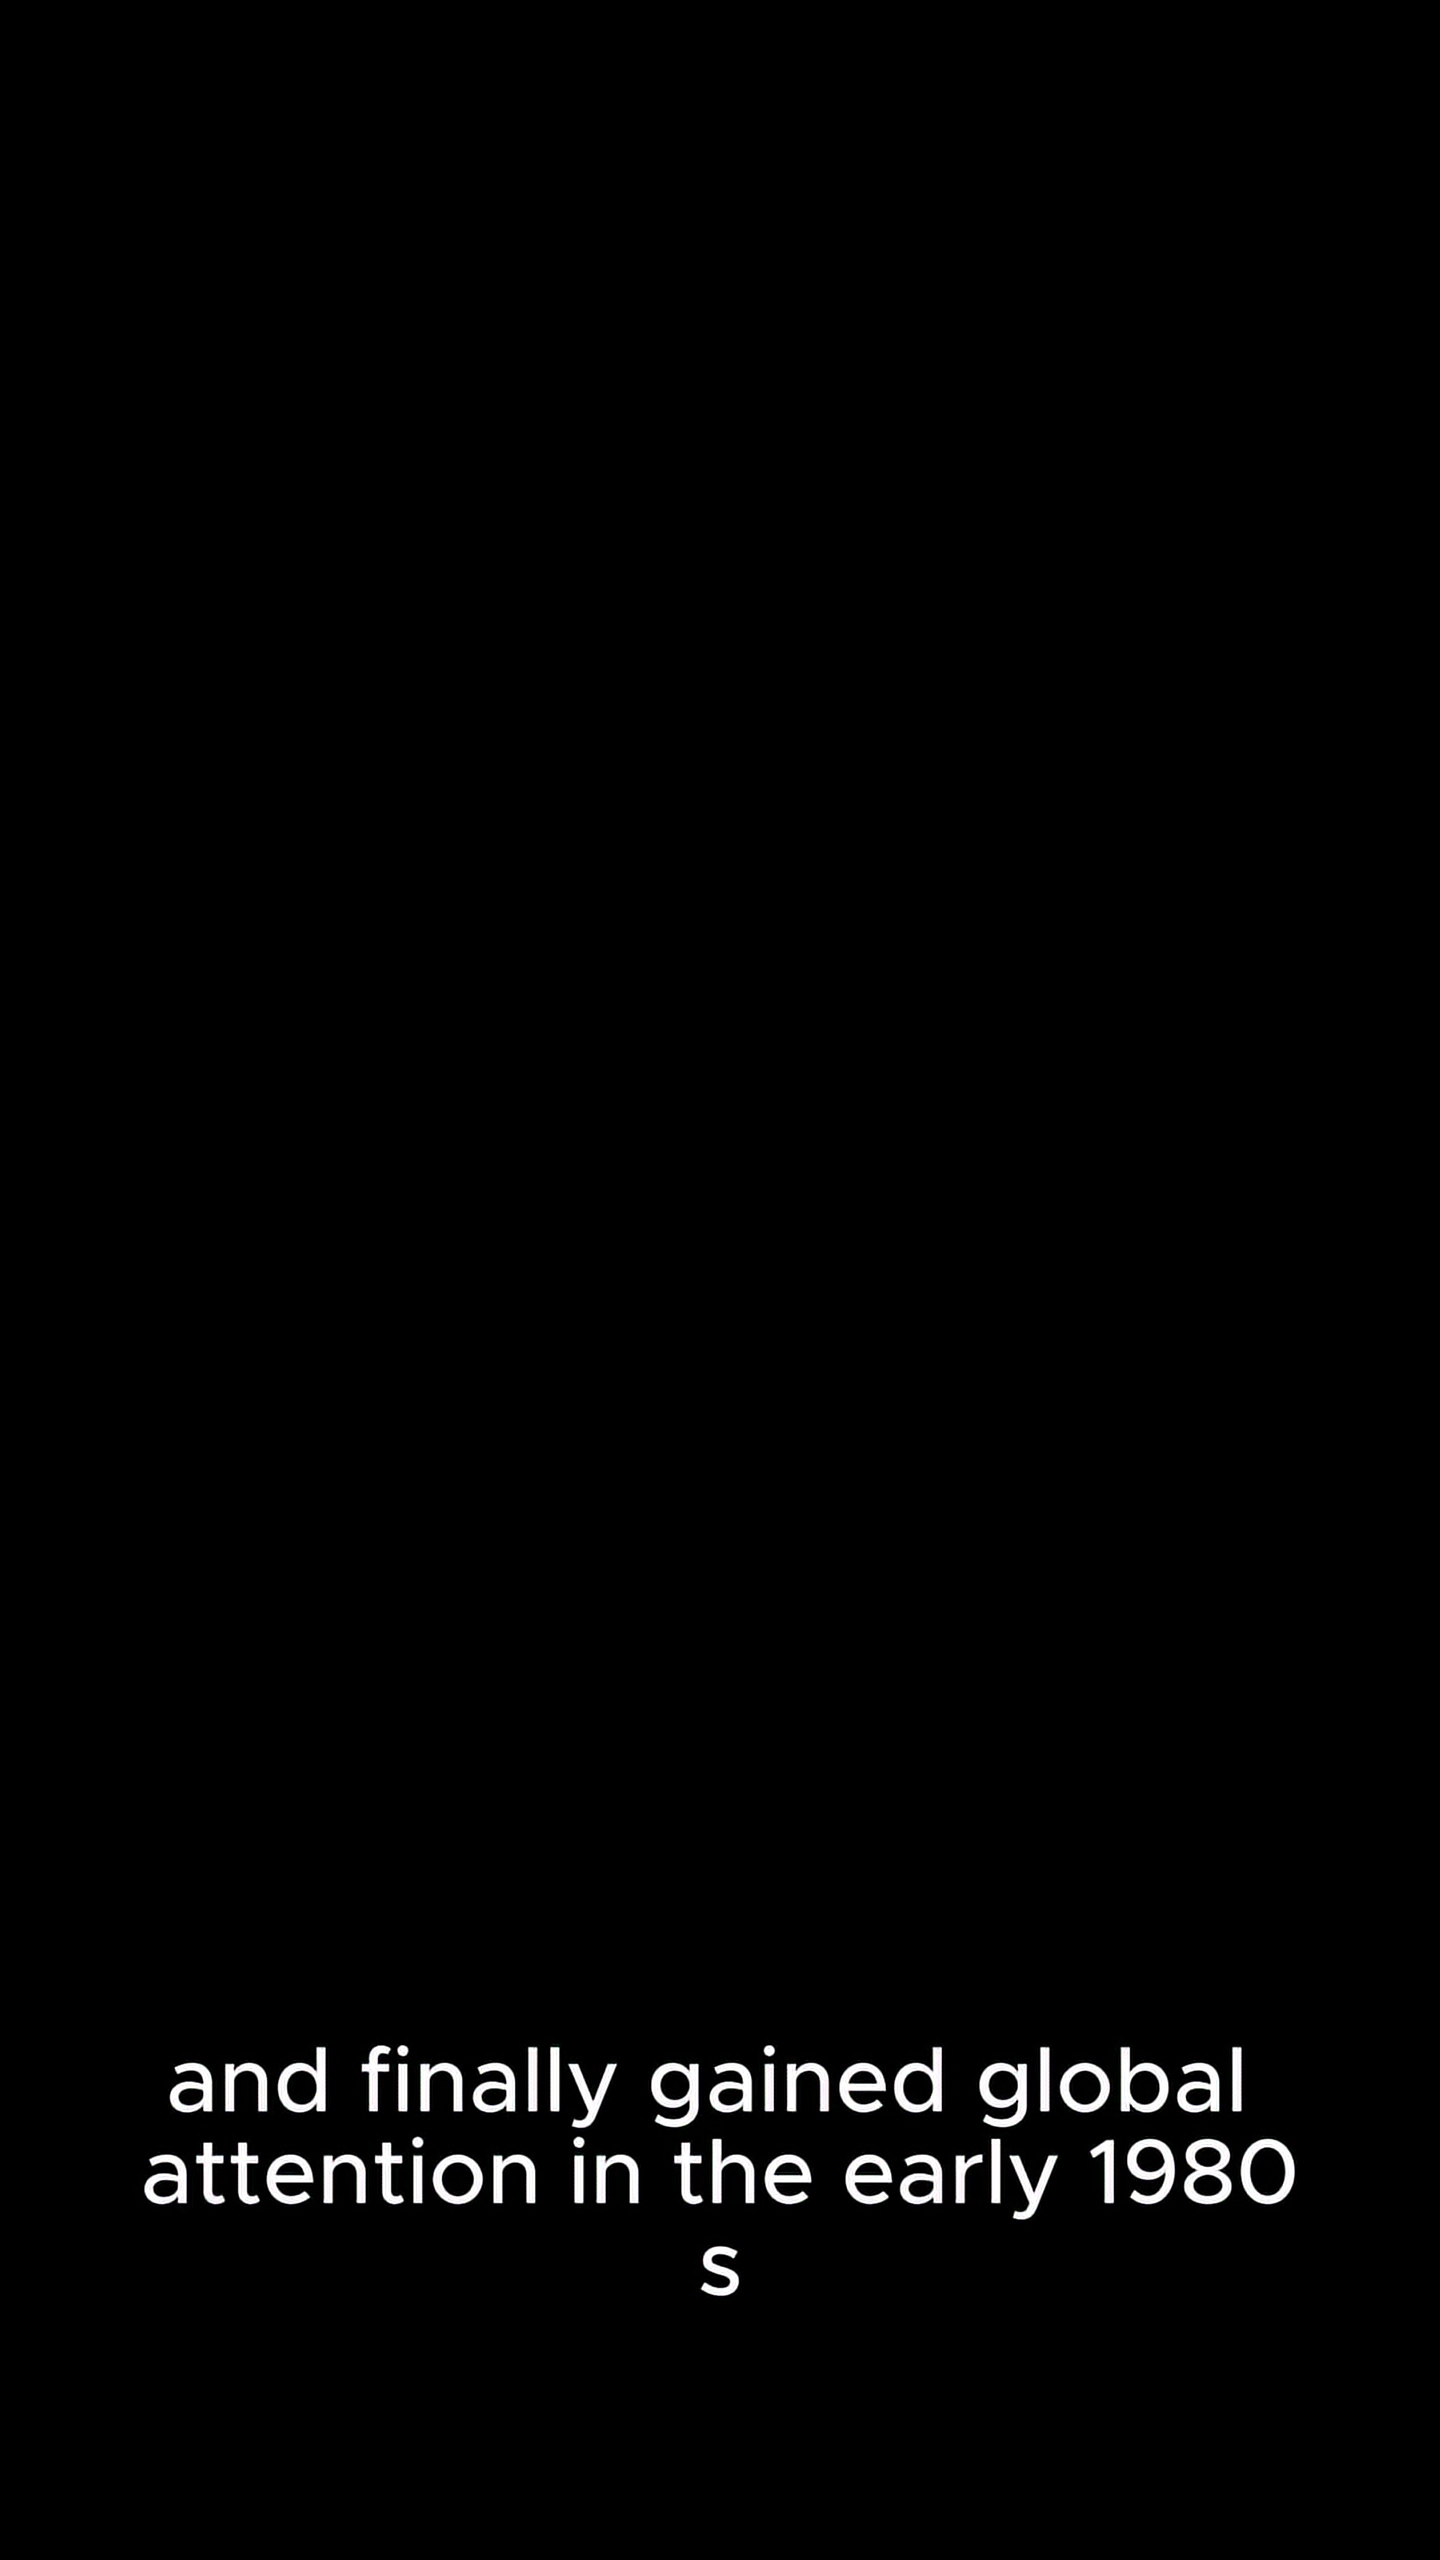 and finally gained global
attention in the early 1980
s